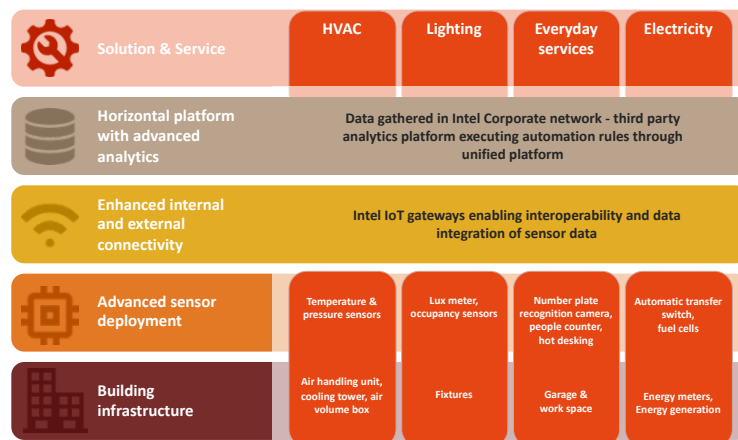 Solution & Service
HVAC
Lighting
Everyday
services
Electricity
Horizontal platform
with advanced
analytics
Data gathered in Intel Corporate network - third party
analytics platform executing automation rules through
unified platform
Enhanced internal
and external
connectivity
Intel IoT gateways enabling interoperability and data
integration of sensor data
Advanced sensor
deployment
Temperature &
pressure sensors
Lux meter,
occupancy sensors
Number plate
recognition camera,
people counter,
hot desking
Automatic transfer
switch,
fuel cells
Building
infrastructure
Air handling unit,
cooling tower, air
volume box
Fixtures
Garage &
work space
Energy meters,
Energy generation